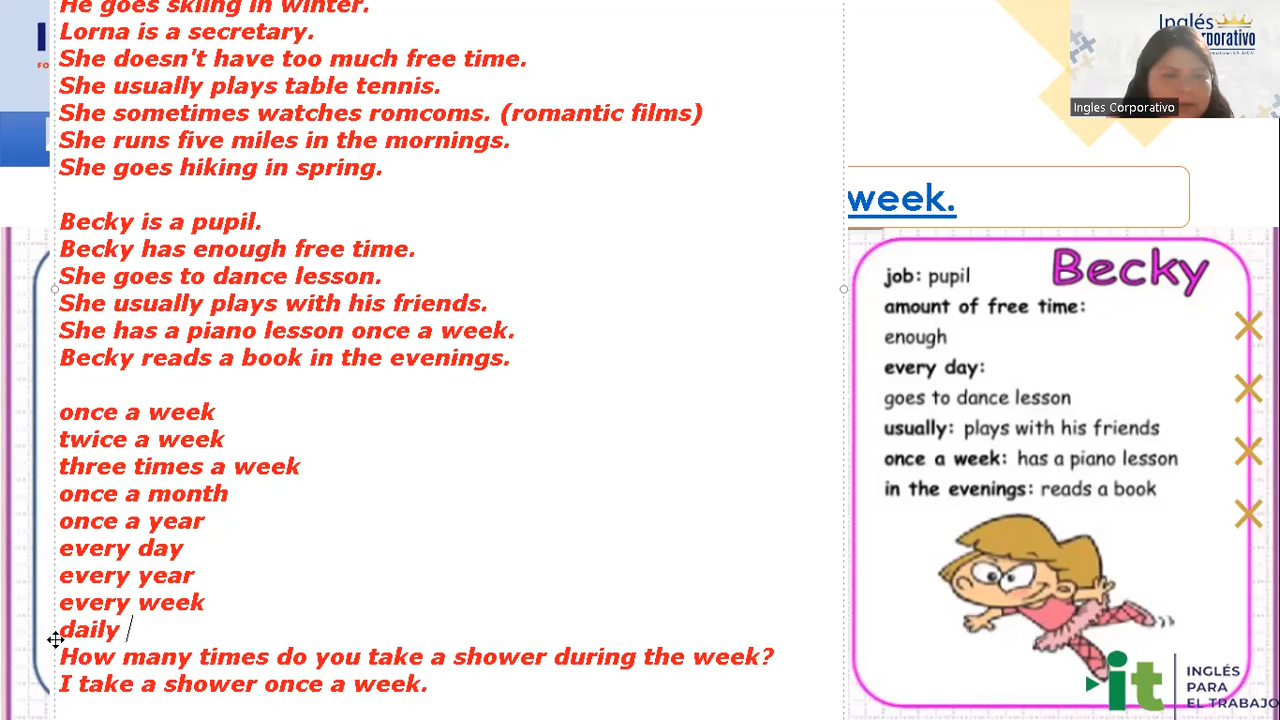 He goes skiing in winter.
Lorna is a secretary.
She doesn't have too much free time.
She usually plays table tennis.
She sometimes watches romcoms. (romantic films)
She runs five miles in the mornings.
She goes hiking in spring.
Becky is a pupil.
Becky has enough free time.
She goes to dance lesson.
She usually plays with his friends.
She has a piano lesson once a week.
Becky reads a book in the evenings.
once a week
twice a week
three times a week
once a month
once a year
every day
every year
every week
daily
How many times do you take a shower during the week?
I take a shower once a week.
week.
Becky
job: pupil
amount of free time:
enough
every day:
goes to dance lesson
usually: plays with his friends
once a week: has a piano lesson
in the evenings: reads a book
Inglés
Ingles Corporativo
it
INGLÉS
PARA
EL TRABAJO